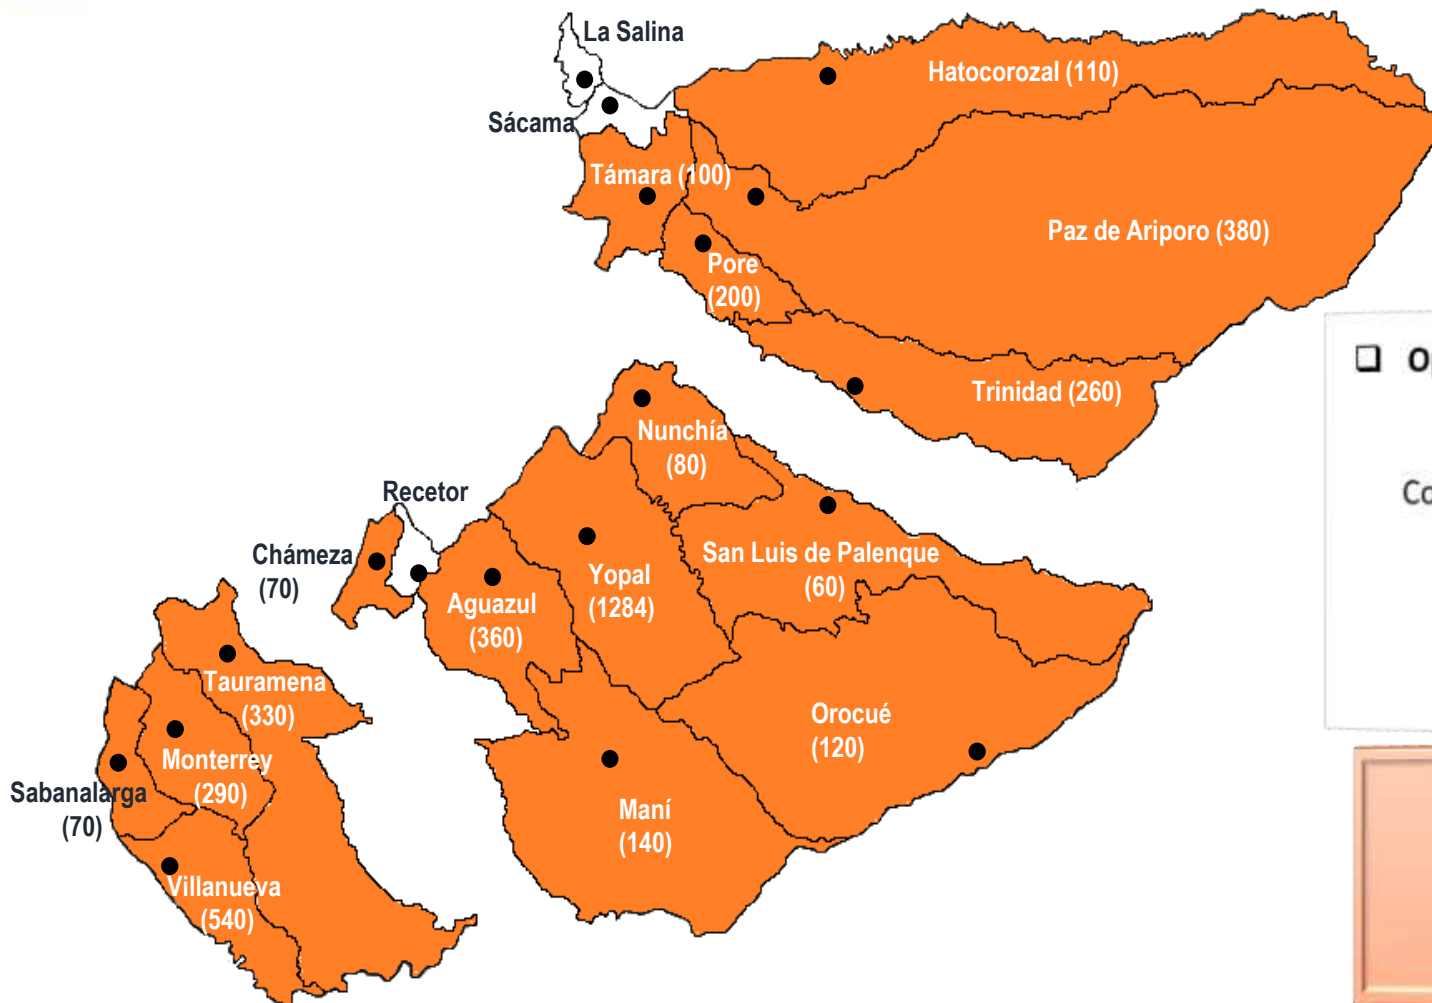 La Salina
Hatocorozal (110)
Sácama
Támara (100)
Paz de Ariporo (380)
Pore
(200)
Trinidad (260)
Nunchía
(80)
Recetor
Chámeza
(70)
San Luis de Palenque
(60)
Yopal
(1284)
Aguazul
(360)
Tauramena
(330)
Orocué
(120)
Monterrey
(290)
Sabanalarga
(70)
Maní
(140)
Villanueva
(540)